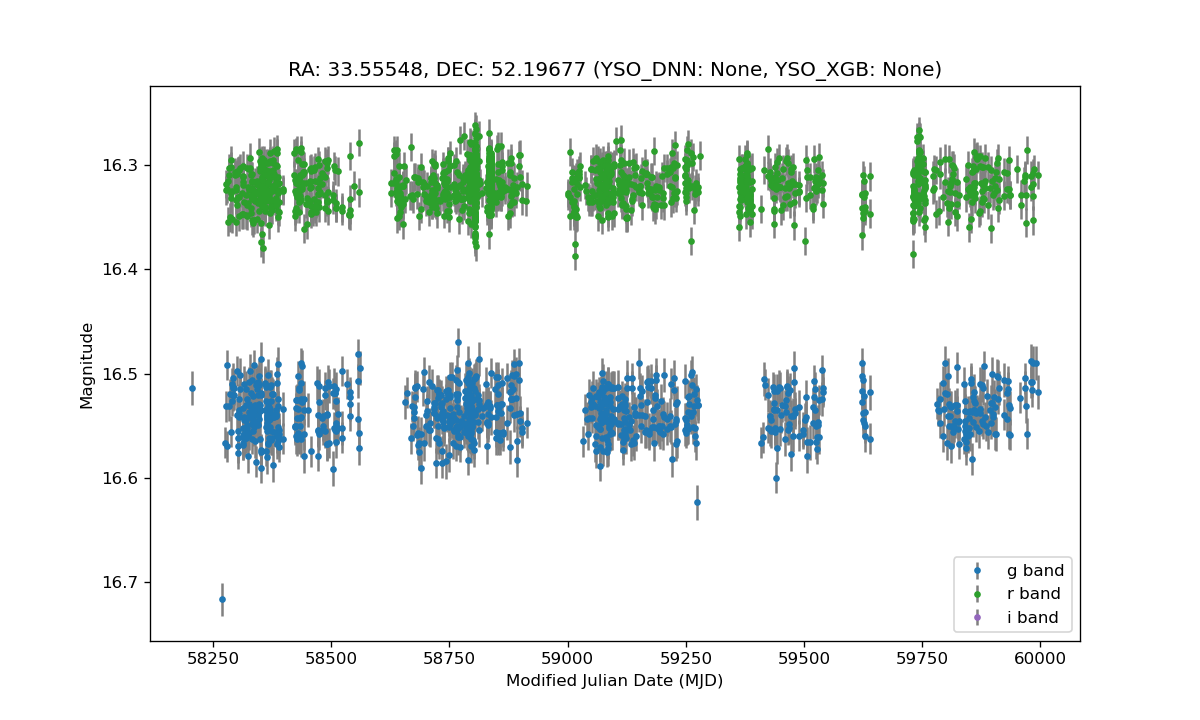 RA: 33.55548, DEC: 52.19677 (YSO_DNN: None, YSO_XGB: None)
16.3
16.4
16.5
16.6
16.7
Magnitude
g band
r band
i band
58250 58500 58750 59000 59250 59500 59750 60000
Modified Julian Date (MJD)